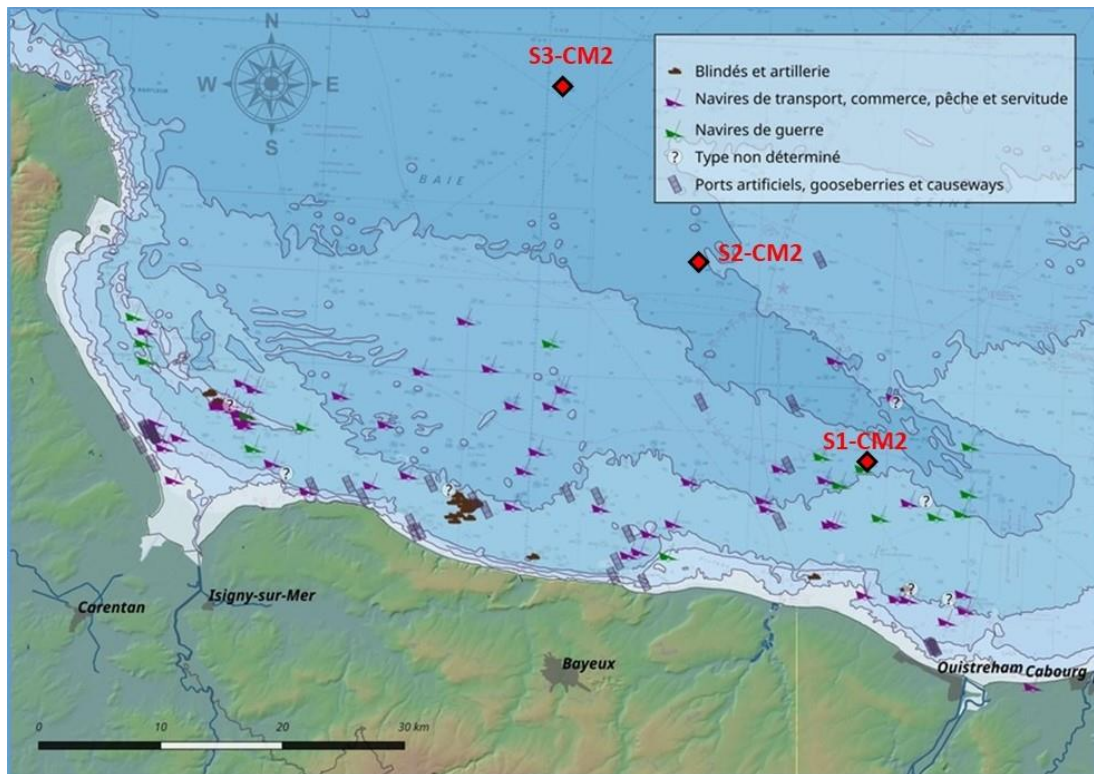 S3-CM2
N
W E
S
Blindés et artillerie
Navires de transport, commerce, pêche et servitude
Navires de guerre
? Type non déterminé
Ports artificiels, gooseberries et causeways
BAIE
SEINE
S2-CM2
?
?
S1-CM2
?
?
?
?
?
Isigny-sur-Mer
Carentan
Bayeux
Ouistreham
Cabourg
0 10 20 30 km